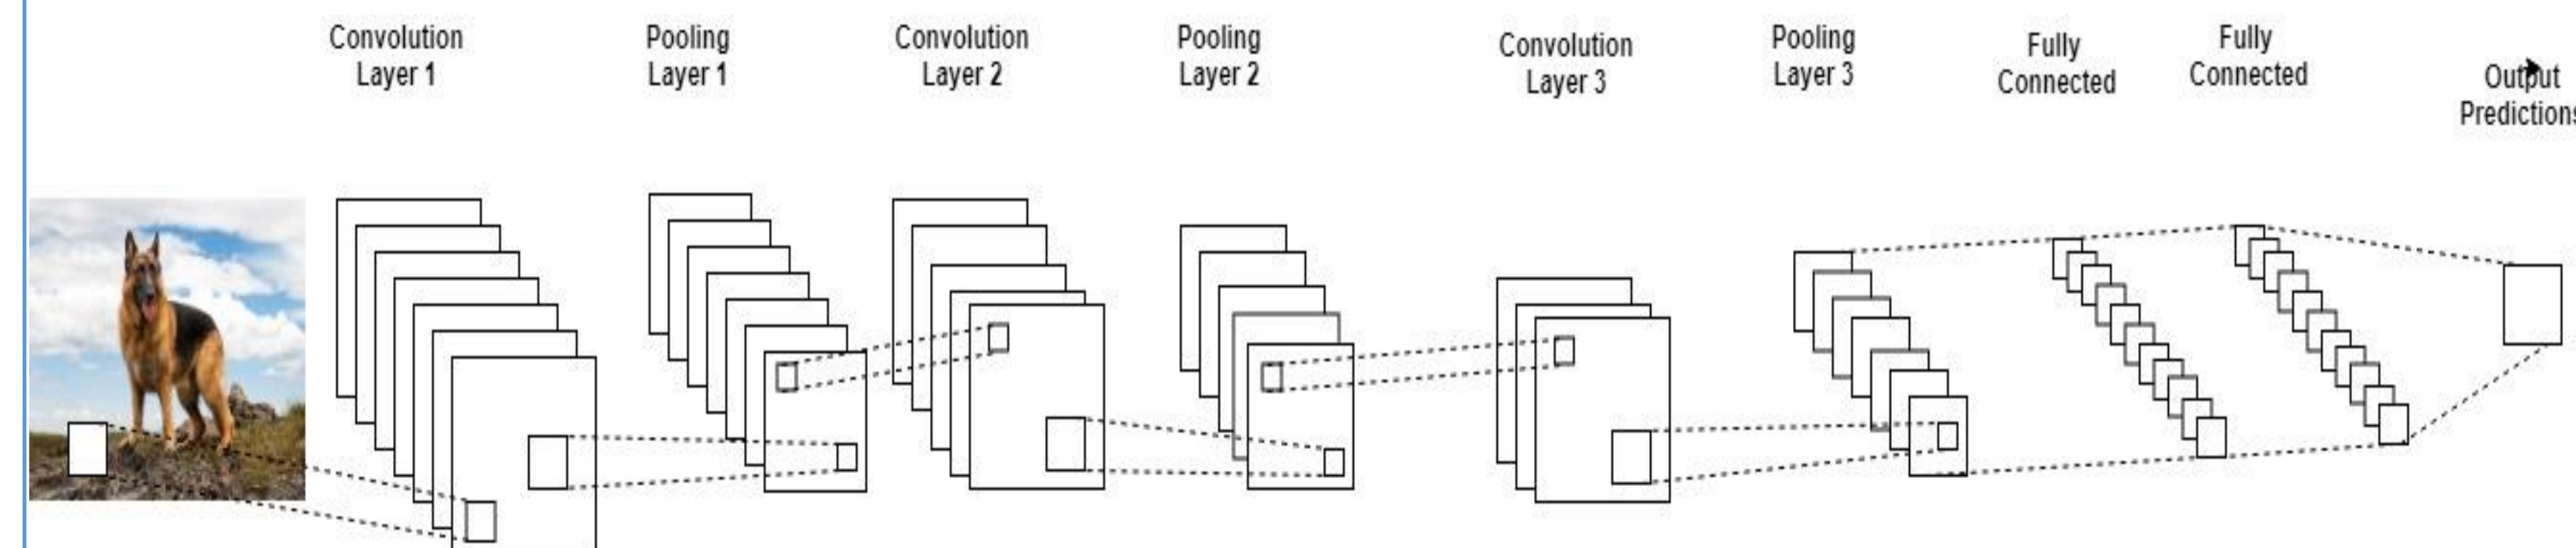 Convolution
Layer 1
Pooling
Layer 1
Convolution
Layer 2
Pooling
Layer 2
Convolution
Layer 3
Pooling
Layer 3
Fully
Connected
Fully
Connected
Output
Predictions